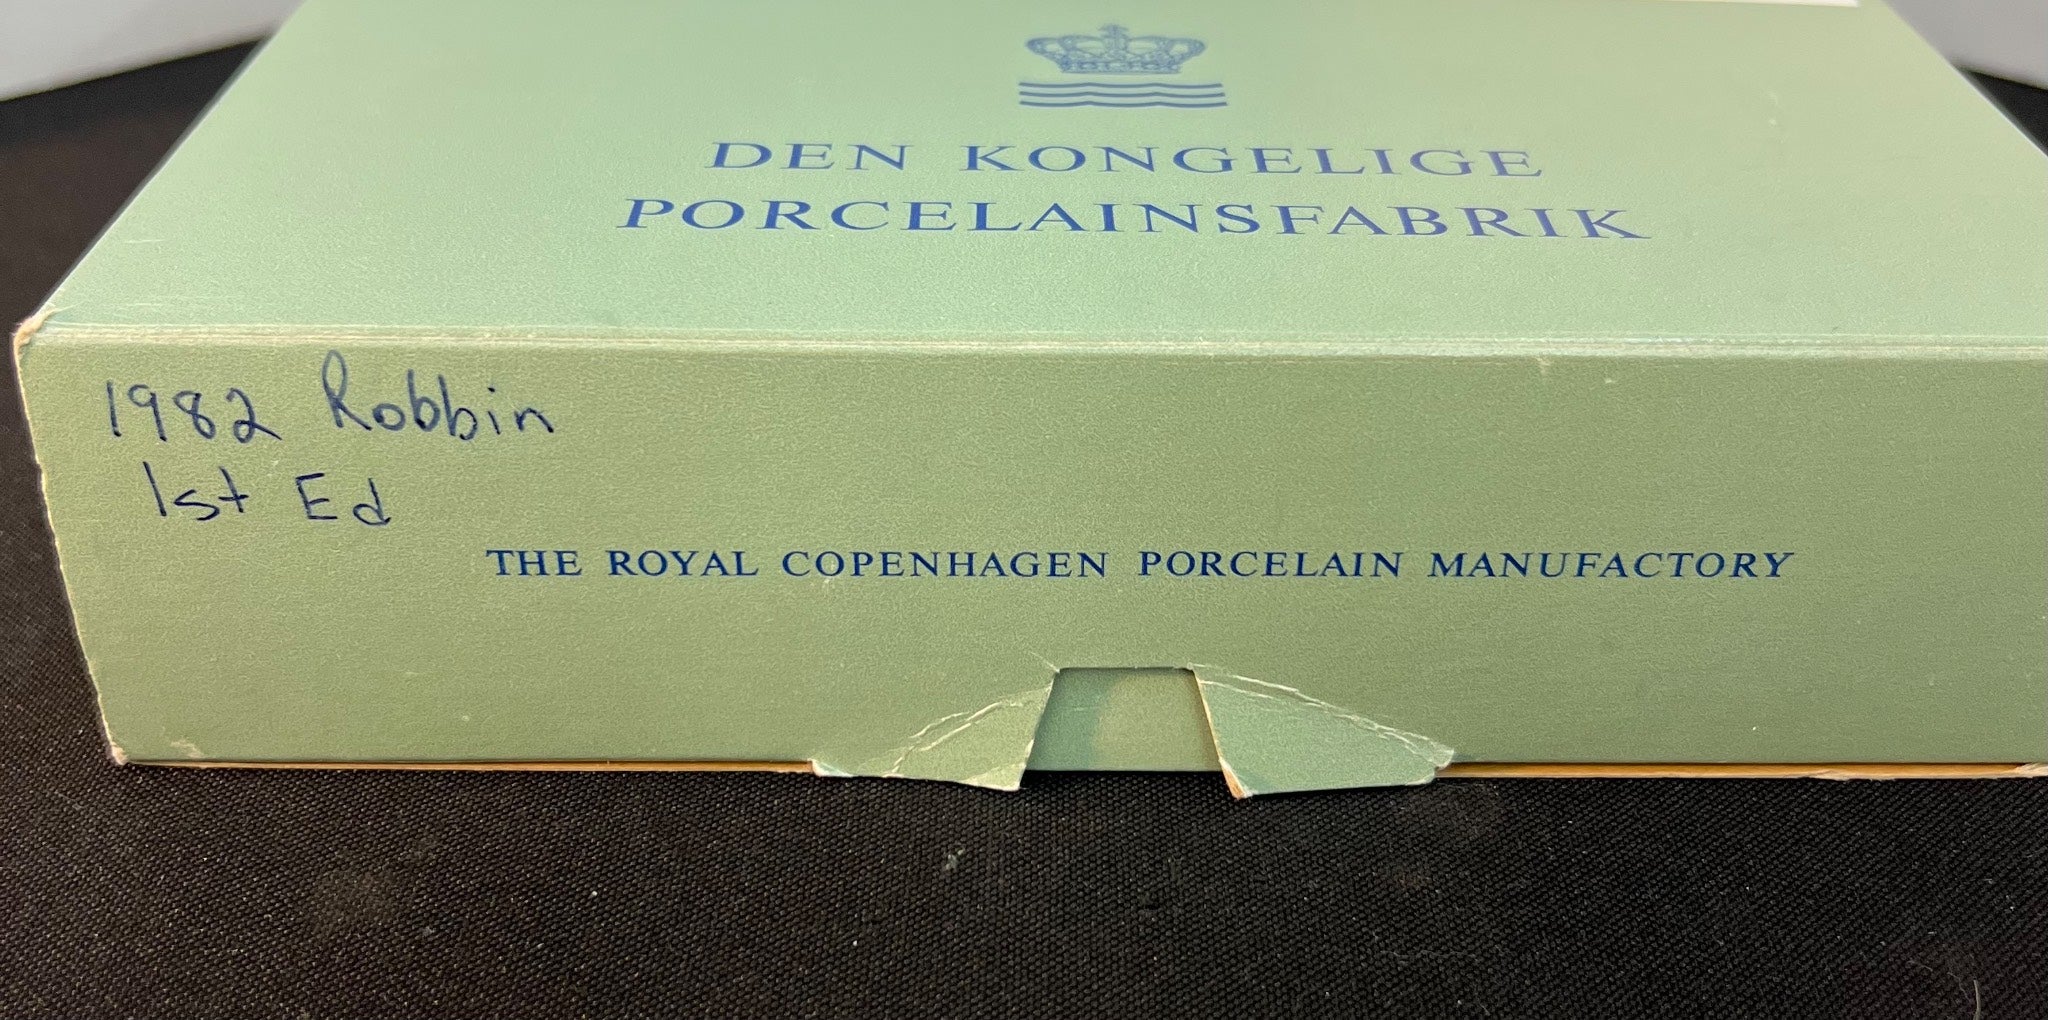 DEN KONGELIGE
PORCELAINSFABRIK
1982 Robbin
1st Ed
THE ROYAL COPENHAGEN PORCELAIN MANUFACTORY